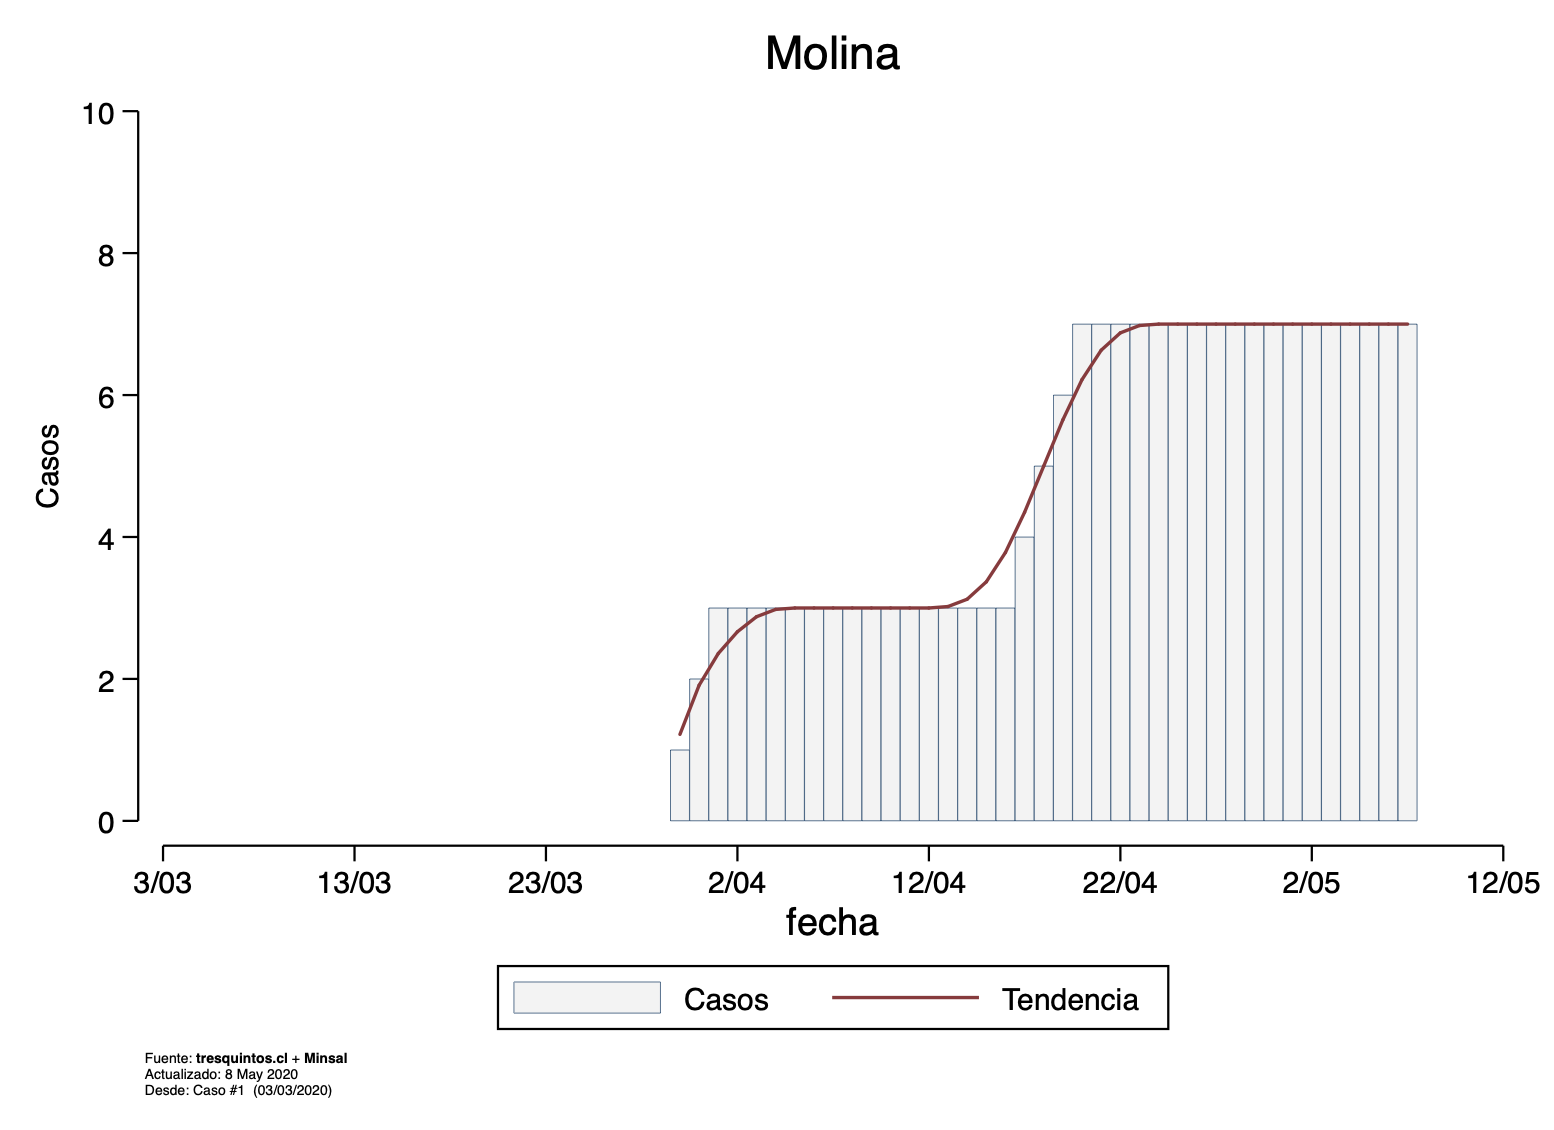 Molina
10
8
6
4
2
0
Casos
3/03 13/03 23/03 2/04 12/04 22/04 2/05 12/05
fecha
Casos Tendencia
Fuente: tresquintos.cl + Minsal
Actualizado: 8 May 2020
Desde: Caso #1 (03/03/2020)